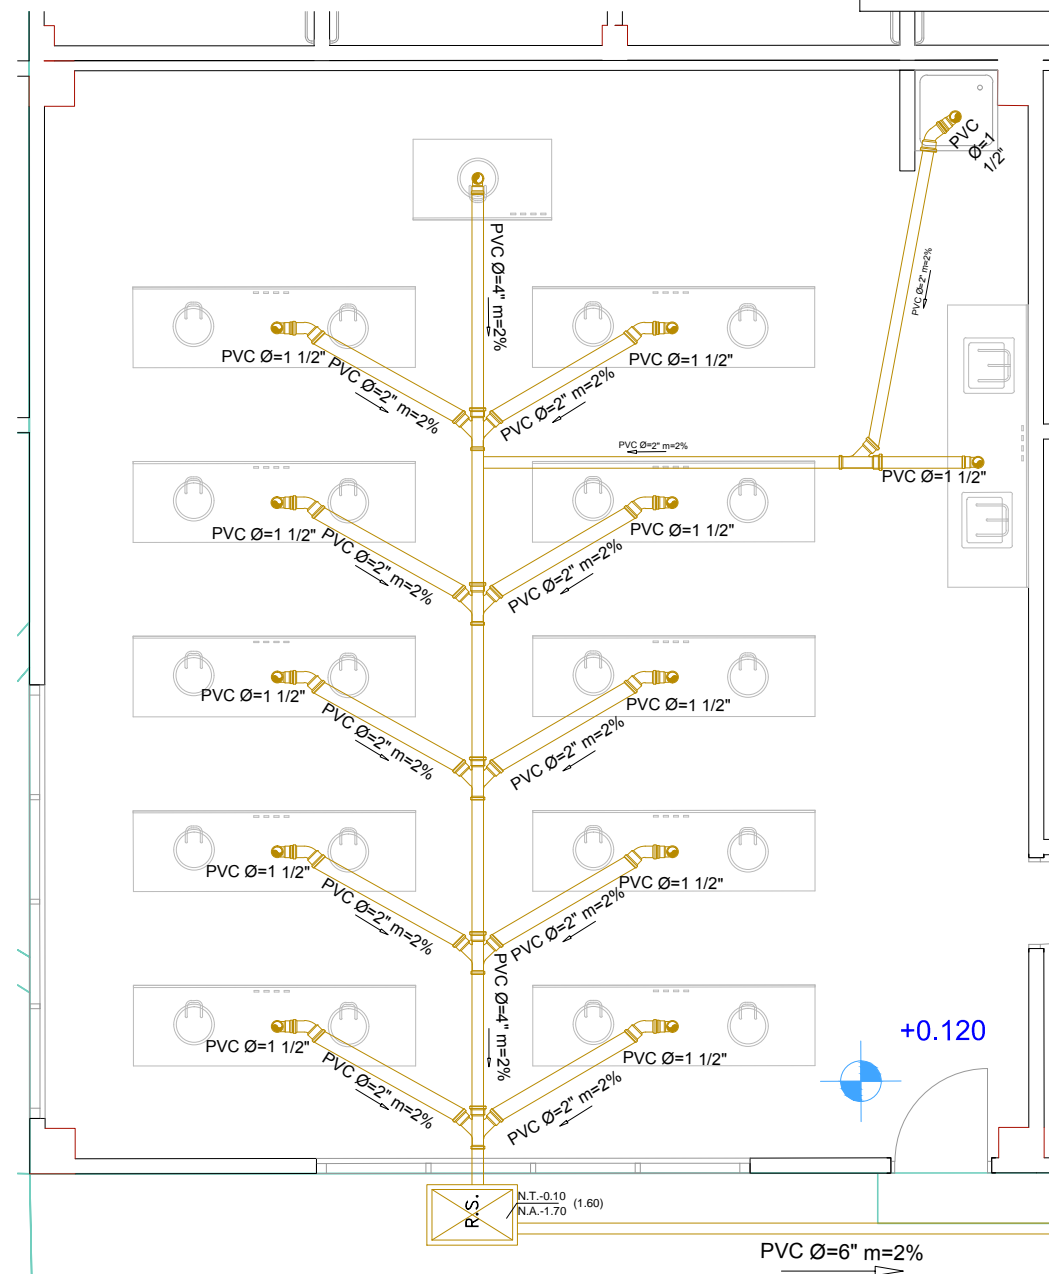 PVC
Ø=1
1/2"
PVC Ø=4" m=2%
PVC Ø=2" m=2%
PVC Ø=1 1/2"
PVC Ø=1 1/2"
PVC Ø=2" m=2%
PVC Ø=2" m=2%
PVC Ø=2" m=2%
PVC Ø=1 1/2"
PVC Ø=1 1/2"
PVC Ø=1 1/2"
PVC Ø=2" m=2%
PVC Ø=2" m=2%
PVC Ø=1 1/2"
PVC Ø=1 1/2"
PVC Ø=2" m=2%
PVC Ø=2" m=2%
PVC Ø=1 1/2"
PVC Ø=1 1/2"
PVC Ø=2" m=2%
PVC Ø=2" m=2%
PVC Ø=4" m=2%
+0.120
PVC Ø=1 1/2"
PVC Ø=1 1/2"
PVC Ø=2" m=2%
PVC Ø=2" m=2%
R.S.
N.T.-0.10
(1.60)
N.A.-1.70
PVC Ø=6" m=2%